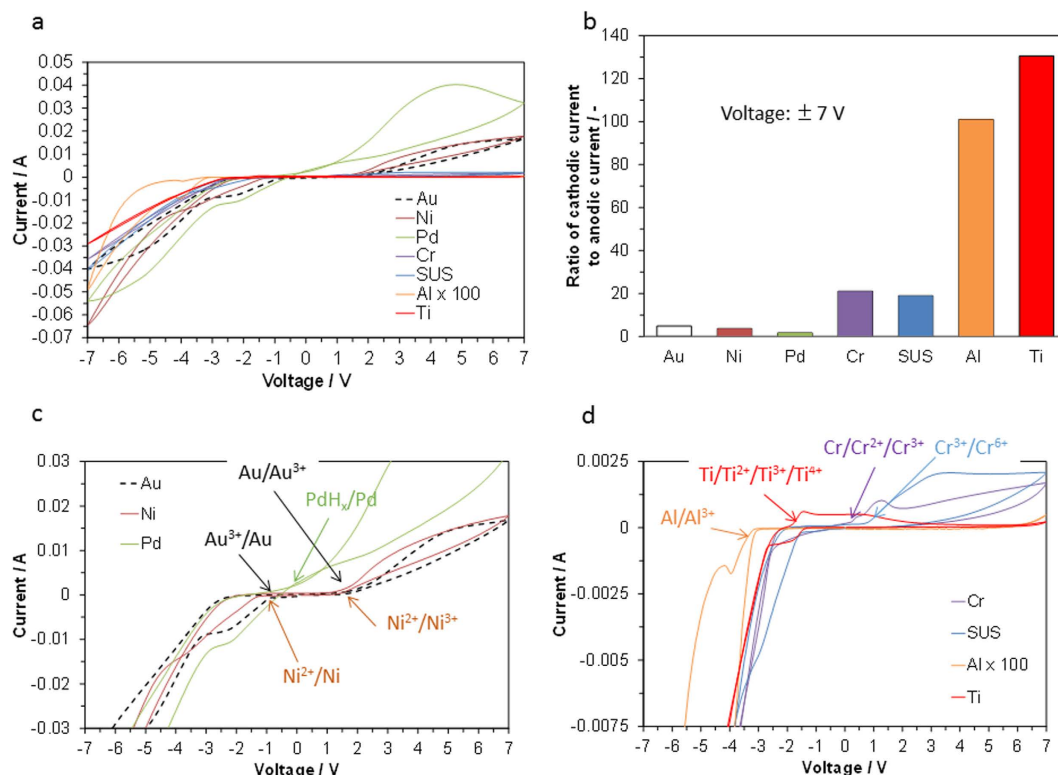 a
Current / A
0.05
0.04
0.03
0.02
0.01
0
-0.01
-0.02
-0.03
-0.04
-0.05
-0.06
-0.07
Au
Ni
Pd
Cr
SUS
Al x 100
Ti
-7 -6 -5 -4 -3 -2 -1 0 1 2 3 4 5 6 7
Voltage / V
b
Ratio of cathodic current
to anodic current / -
140
120
100
80
60
40
20
0
Voltage: ± 7 V
Au Ni Pd Cr SUS Al Ti
c
Current / A
0.03
0.02
0.01
0
-0.01
-0.02
-0.03
Au
Ni
Pd
Au/Au³⁺
PdHₓ/Pd
Au³⁺/Au
Ni²⁺/Ni³⁺
Ni²⁺/Ni
-7 -6 -5 -4 -3 -2 -1 0 1 2 3 4 5 6 7
Voltage / V
d
Current / A
0.0025
0
-0.0025
-0.005
-0.0075
Cr/Cr²⁺/Cr³⁺
Cr³⁺/Cr⁶⁺
Ti/Ti²⁺/Ti³⁺/Ti⁴⁺
Al/Al³⁺
Cr
SUS
Al x 100
Ti
-7 -6 -5 -4 -3 -2 -1 0 1 2 3 4 5 6 7
Voltage / V